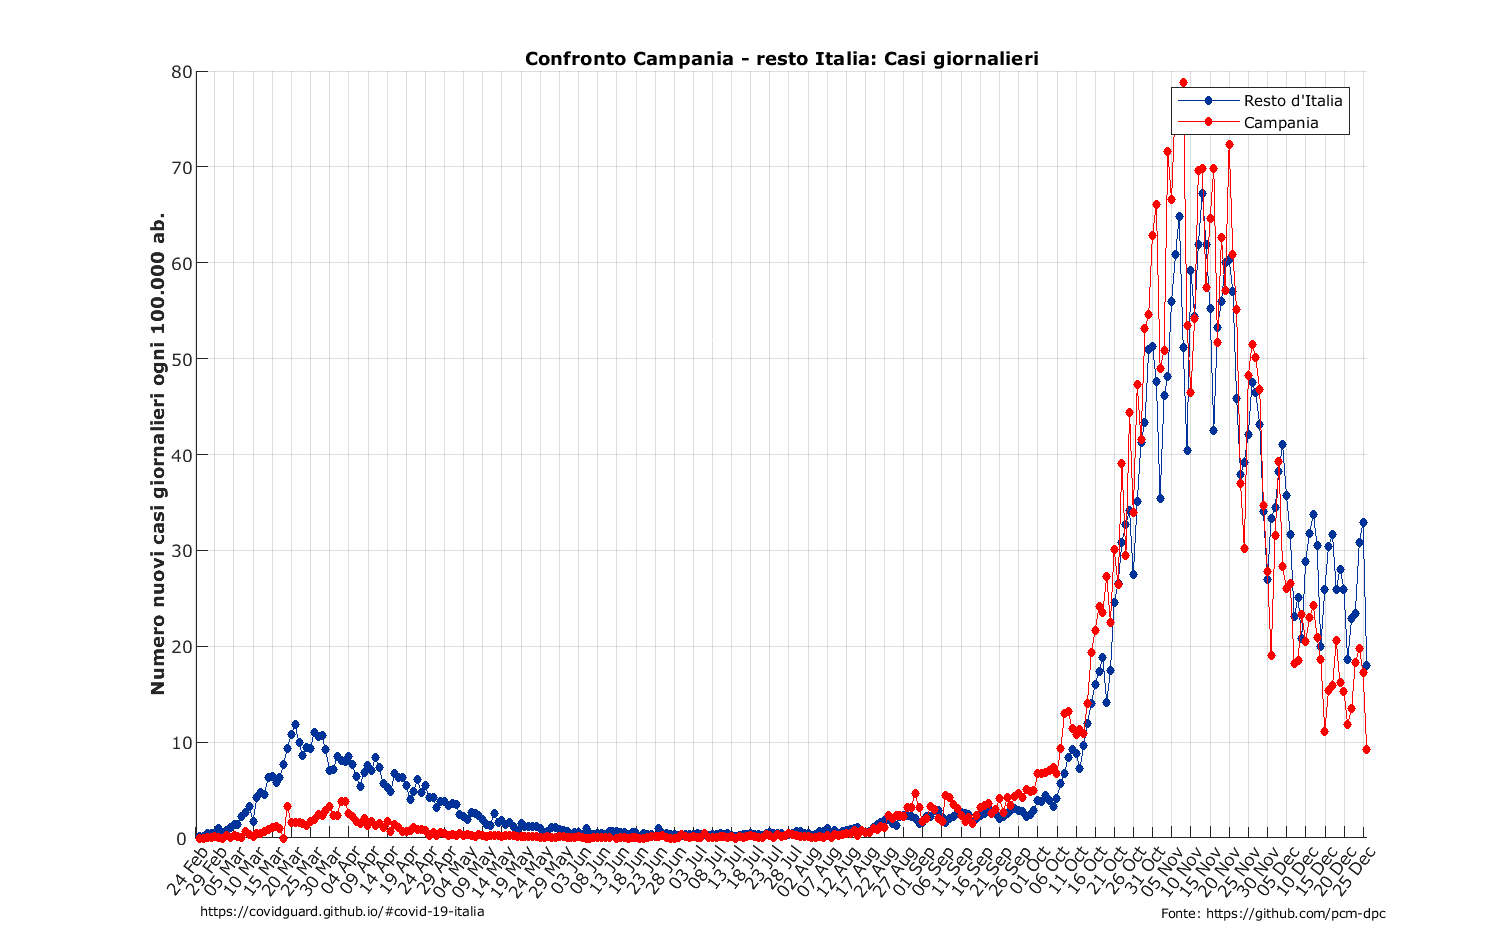 Confronto Campania - resto Italia: Casi giornalieri
Numero nuovi casi giornalieri ogni 100.000 ab.
80
70
60
50
40
30
20
10
0
Resto d'Italia
Campania
24 Feb
29 Feb
05 Mar
10 Mar
15 Mar
20 Mar
25 Mar
30 Mar
04 Apr
09 Apr
14 Apr
19 Apr
24 Apr
29 Apr
04 May
09 May
14 May
19 May
24 May
29 May
03 Jun
08 Jun
13 Jun
18 Jun
23 Jun
28 Jun
03 Jul
08 Jul
13 Jul
18 Jul
23 Jul
28 Jul
02 Aug
07 Aug
12 Aug
17 Aug
22 Aug
27 Aug
01 Sep
06 Sep
11 Sep
16 Sep
21 Sep
26 Sep
01 Oct
06 Oct
11 Oct
16 Oct
21 Oct
26 Oct
31 Oct
05 Nov
10 Nov
15 Nov
20 Nov
25 Nov
30 Nov
05 Dec
10 Dec
15 Dec
20 Dec
25 Dec
https://covidguard.github.io/#covid-19-italia
Fonte: https://github.com/pcm-dpc